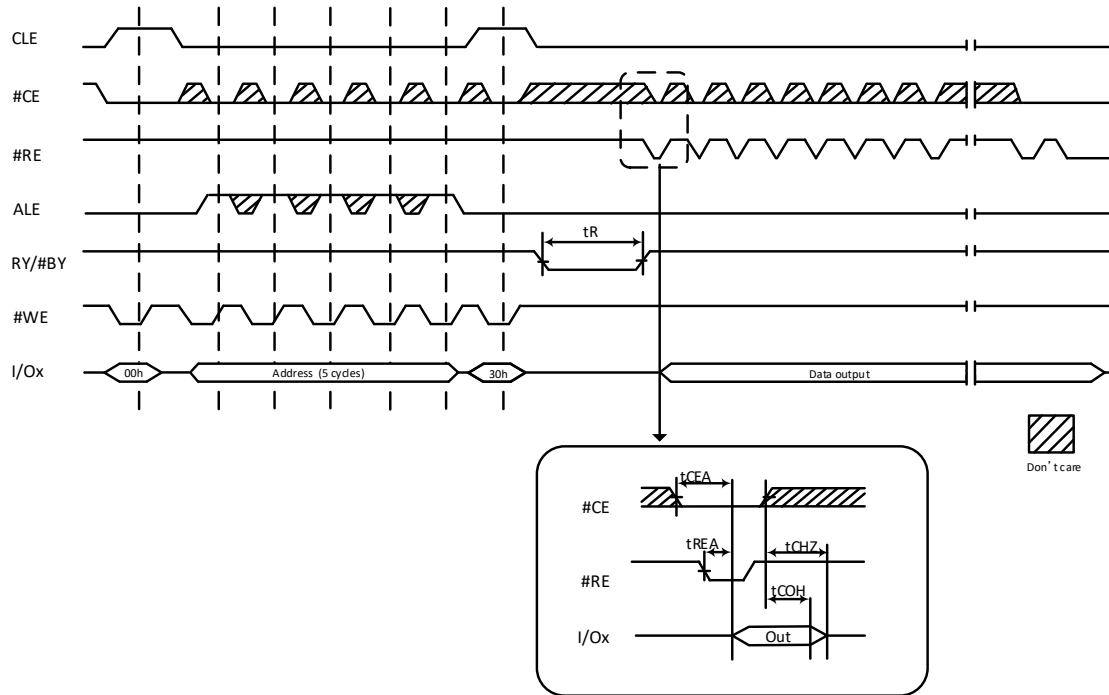 CLE
#CE
#RE
ALE
tR
RY/#BY
#WE
I/Ox
00h
Address (5 cycles)
30h
Data output
Don't care
tCEA
#CE
tREA
tCHZ
#RE
tCOH
I/Ox
Out